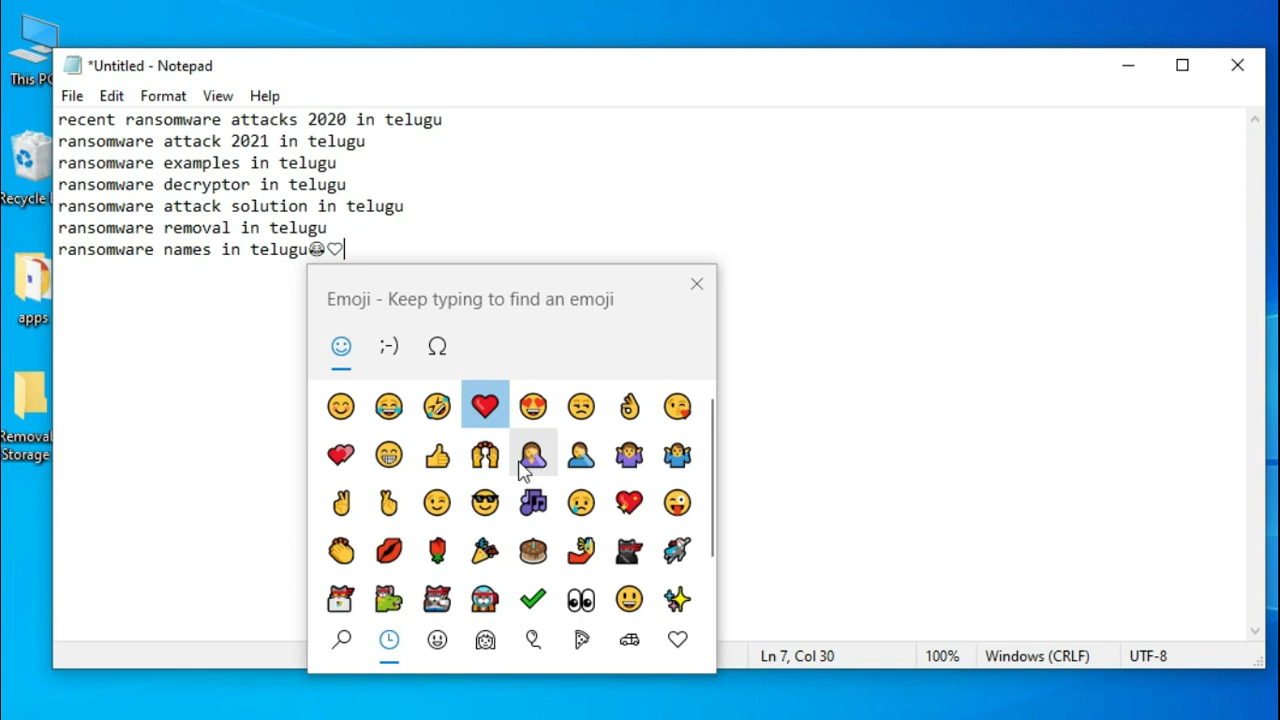 This PC
Recycle
apps
Removal
Storage
*Untitled - Notepad
File Edit Format View Help
recent ransomware attacks 2020 in telugu
ransomware attack 2021 in telugu
ransomware examples in telugu
ransomware decryptor in telugu
ransomware attack solution in telugu
ransomware removal in telugu
ransomware names in telugu😂♡
Emoji - Keep typing to find an emoji
;-) Ω
Ln 7, Col 30 100% Windows (CRLF) UTF-8